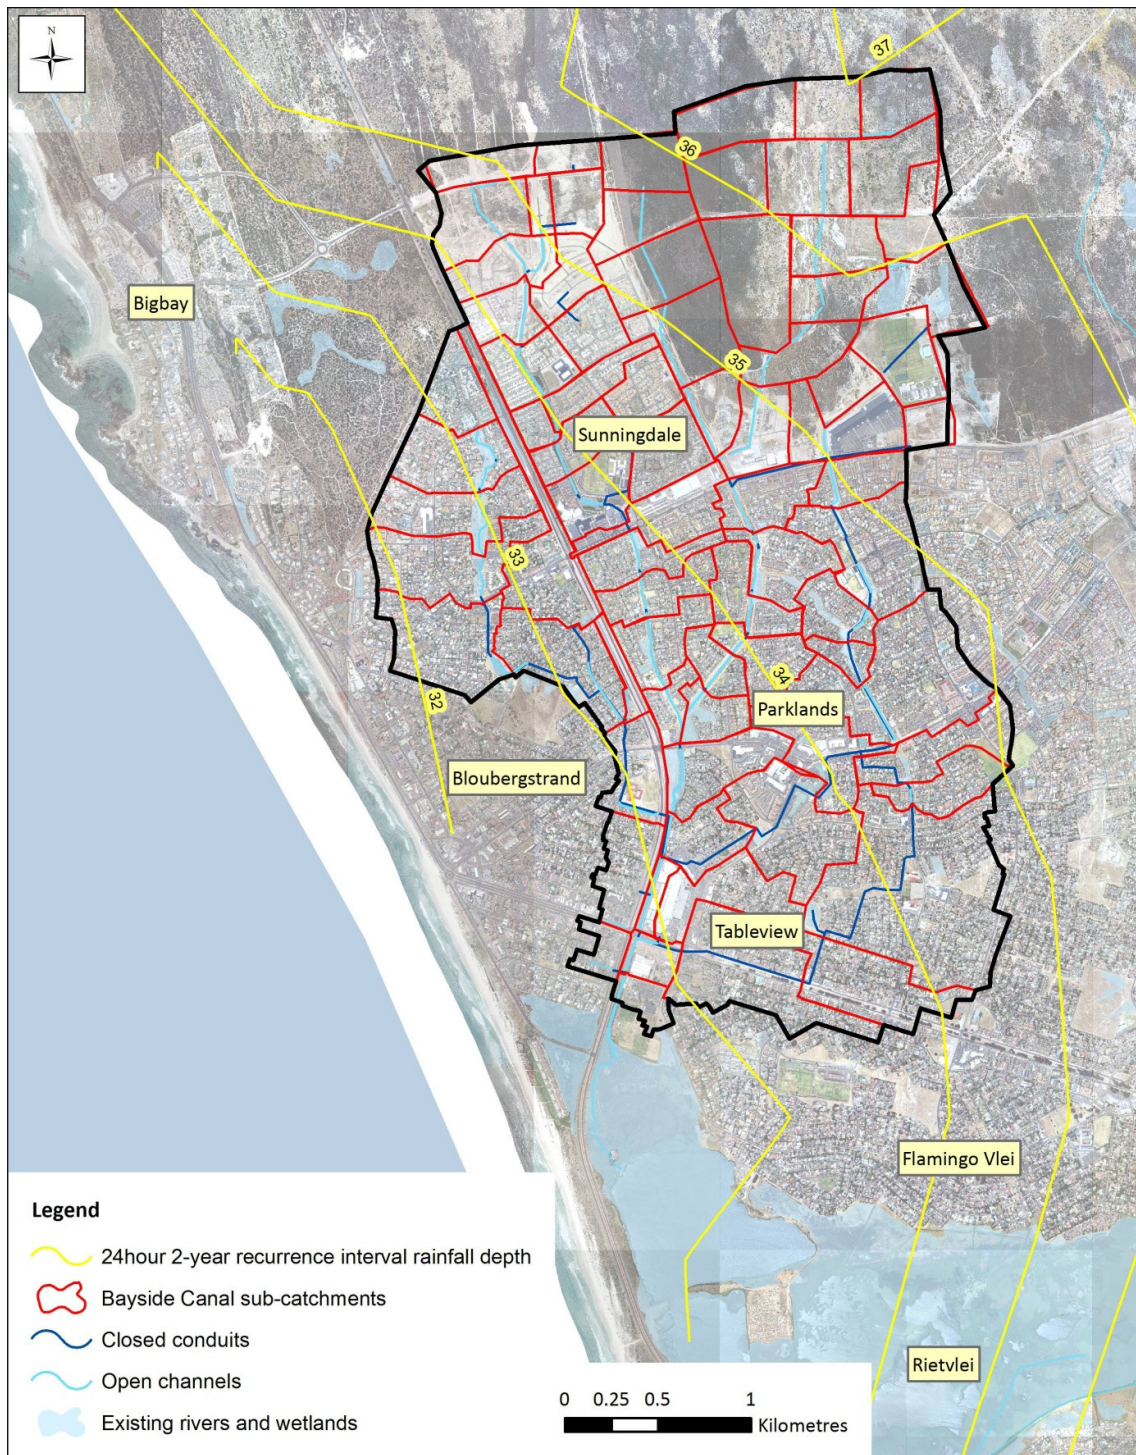 N
37
36
Bigbay
35
Sunningdale
33
34
32
Parklands
Bloubergstrand
Tableview
Flamingo Vlei
Rietvlei
Legend
24hour 2-year recurrence interval rainfall depth
Bayside Canal sub-catchments
Closed conduits
Open channels
Existing rivers and wetlands
0 0.25 0.5 1
Kilometres